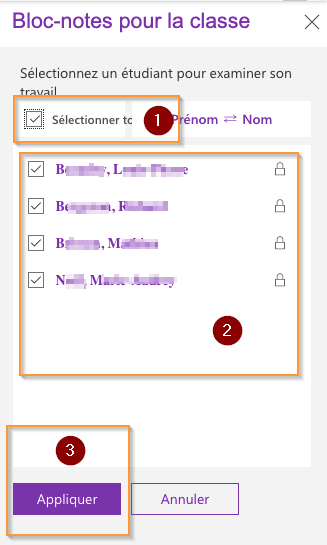 Bloc-notes pour la classe
Sélectionnez un étudiant pour examiner son
travail
Sélectionner to
1
Prénom ⇄ Nom
2
3
Appliquer
Annuler